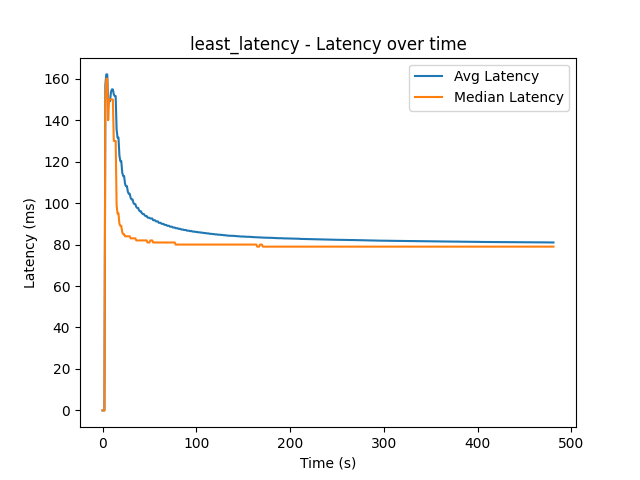 least_latency - Latency over time
Avg Latency
Median Latency
Latency (ms)
160
140
120
100
80
60
40
20
0
0 100 200 300 400 500
Time (s)